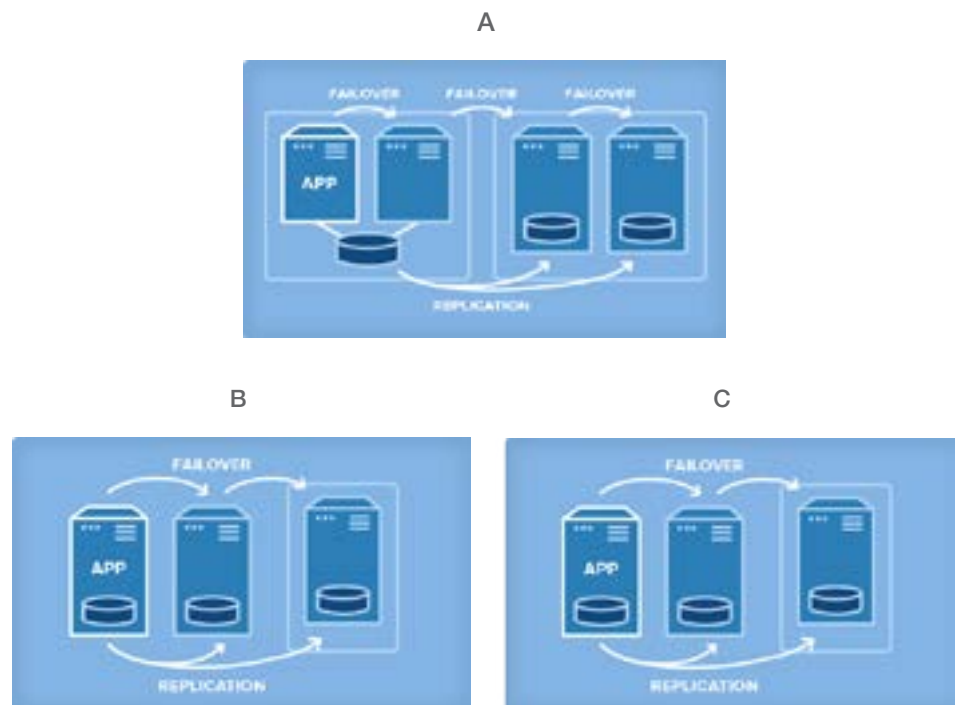 A
FAILOVER FAILOVER FAILOVER
APP
REPLICATION
B
FAILOVER
APP
REPLICATION
C
FAILOVER
APP
REPLICATION